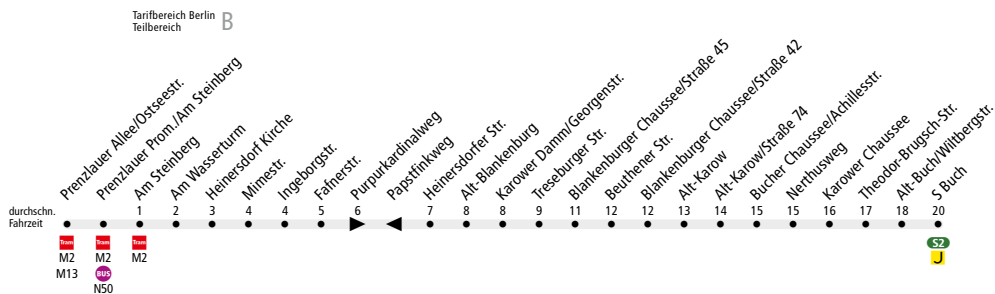 Tarifbereich Berlin
Teilbereich
B
Prenzlauer Allee/Ostseestr.
Prenzlauer Prom./Am Steinberg
Am Steinberg
Am Wasserturm
Heinersdorf Kirche
Mimestr.
Ingeborgstr.
Fafnerstr.
Purpurkardinalweg
Papstfinkweg
Heinersdorfer Str.
Alt-Blankenburg
Karower Damm/Georgenstr.
Treseburger Str.
Blankenburger Chaussee/Straße 45
Beuthener Str.
Blankenburger Chaussee/Straße 42
Alt-Karow
Alt-Karow/Straße 74
Bucher Chaussee/Achillesstr.
Nerthusweg
Karower Chaussee
Theodor-Brugsch-Str.
Alt-Buch/Wiltbergstr.
S Buch
durchschn. 1 2 3 4 4 5 6 7 8 8 9 11 12 12 13 14 15 15 16 17 18 20
Fahrzeit
Tram Tram Tram S2
M2 M2 M2 J
M13 BUS
N50